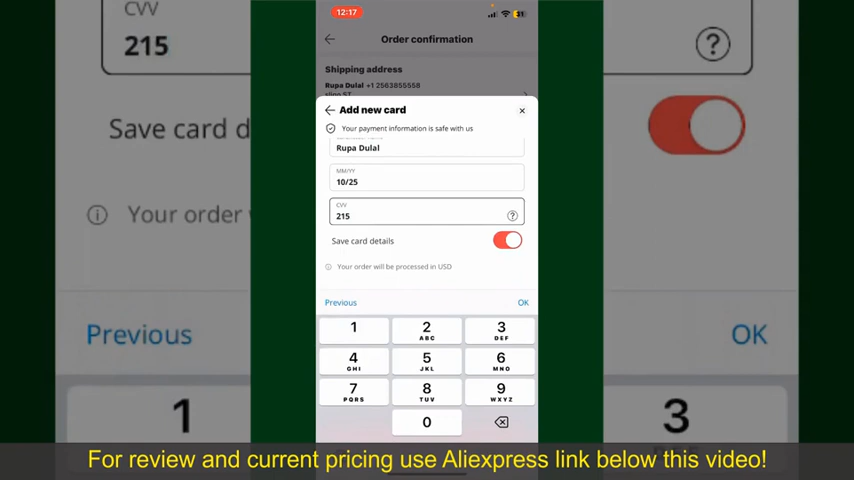 12:17
Order confirmation
Shipping address
Rupa Dulal +1 2563855558
Add new card
Your payment information is safe with us
Rupa Dulal
MM/YY
10/25
CVV
215
Save card details
Your order will be processed in USD
Previous
OK
1
2
ABC
3
DEF
4
GHI
5
JKL
6
MNO
7
PQRS
8
TUV
9
WXYZ
0
CVV
215
Save card d
Your order
Previous
OK
1
3
For review and current pricing use Aliexpress link below this video!